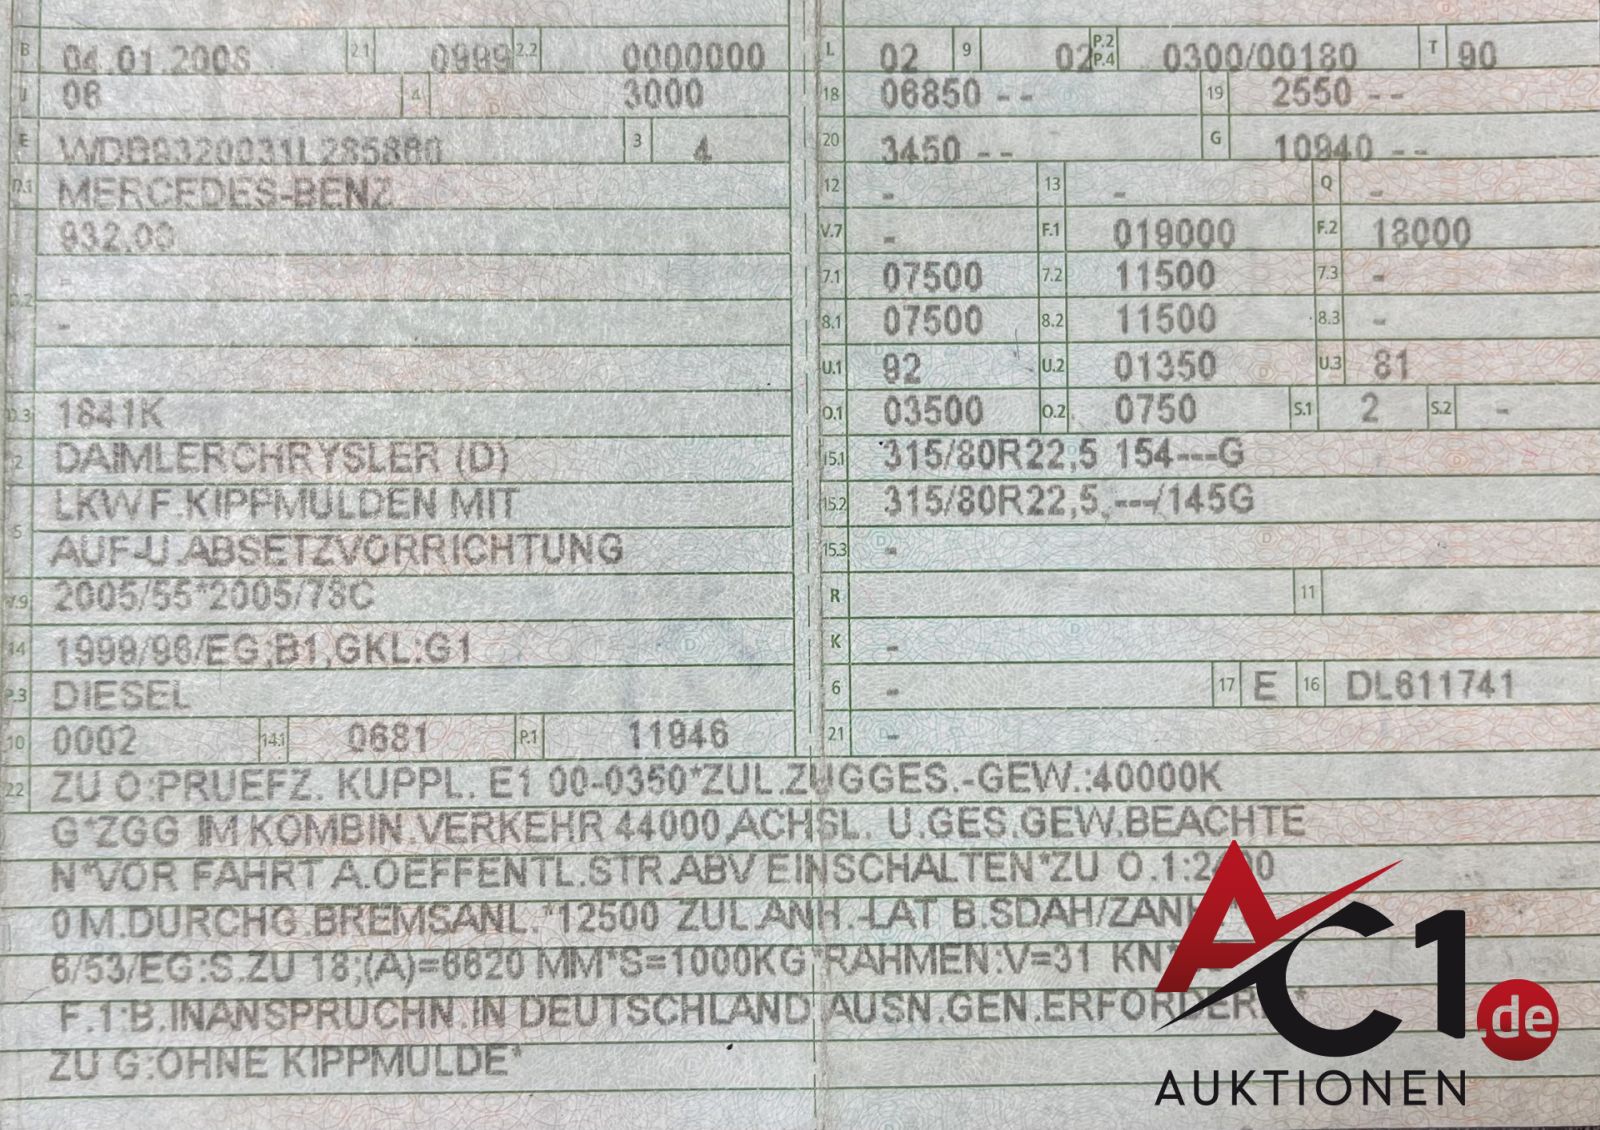 B 04.01.2008 2.1 0999 2.2 0000000
J 06 4 3000
E WDB9320031L285880 3 4
D.1 MERCEDES-BENZ
932.00
D.2 -
-
D.3 1841K
2 DAIMLERCHRYSLER (D)
5 LKW F.KIPPMULDEN MIT
AUF-U.ABSETZVORRICHTUNG
V.9 2005/55*2005/78C
14 1999/96/EG;B1,GKL:G1
P.3 DIESEL
10 0002 14.1 0681 P.1 11946
L 02 9 02 P.2 P.4 0300/00180 T 90
18 06850 -- 19 2550 --
20 3450 -- G 10940 --
12 - 13 - Q -
V.7 - F.1 019000 F.2 18000
7.1 07500 7.2 11500 7.3 -
8.1 07500 8.2 11500 8.3 -
U.1 92 U.2 01350 U.3 81
O.1 03500 O.2 0750 S.1 2 S.2 -
15.1 315/80R22,5 154---G
15.2 315/80R22,5 ---/145G
15.3 -
R 11
K -
6 - 17 E 16 DL611741
21 -
22 ZU O:PRUEFZ. KUPPL. E1 00-0350*ZUL.ZUGGES.-GEW.:40000K
G*ZGG IM KOMBIN.VERKEHR 44000,ACHSL. U.GES.GEW.BEACHTE
N*VOR FAHRT A.OEFFENTL.STR.ABV EINSCHALTEN*ZU O.1:
0 M.DURCHG.BREMSANL.*12500 ZUL.ANH.-LAT B.SDAH/ZANH
6/53/EG:S.ZU 18;(A)=6620 MM*S=1000KG*RAHMEN:V=31 KN*
F.1:B.INANSPRUCHN.IN DEUTSCHLAND AUSN.GEN.ERFORDER
ZU G:OHNE KIPPMULDE*
AC1.de
AUKTIONEN